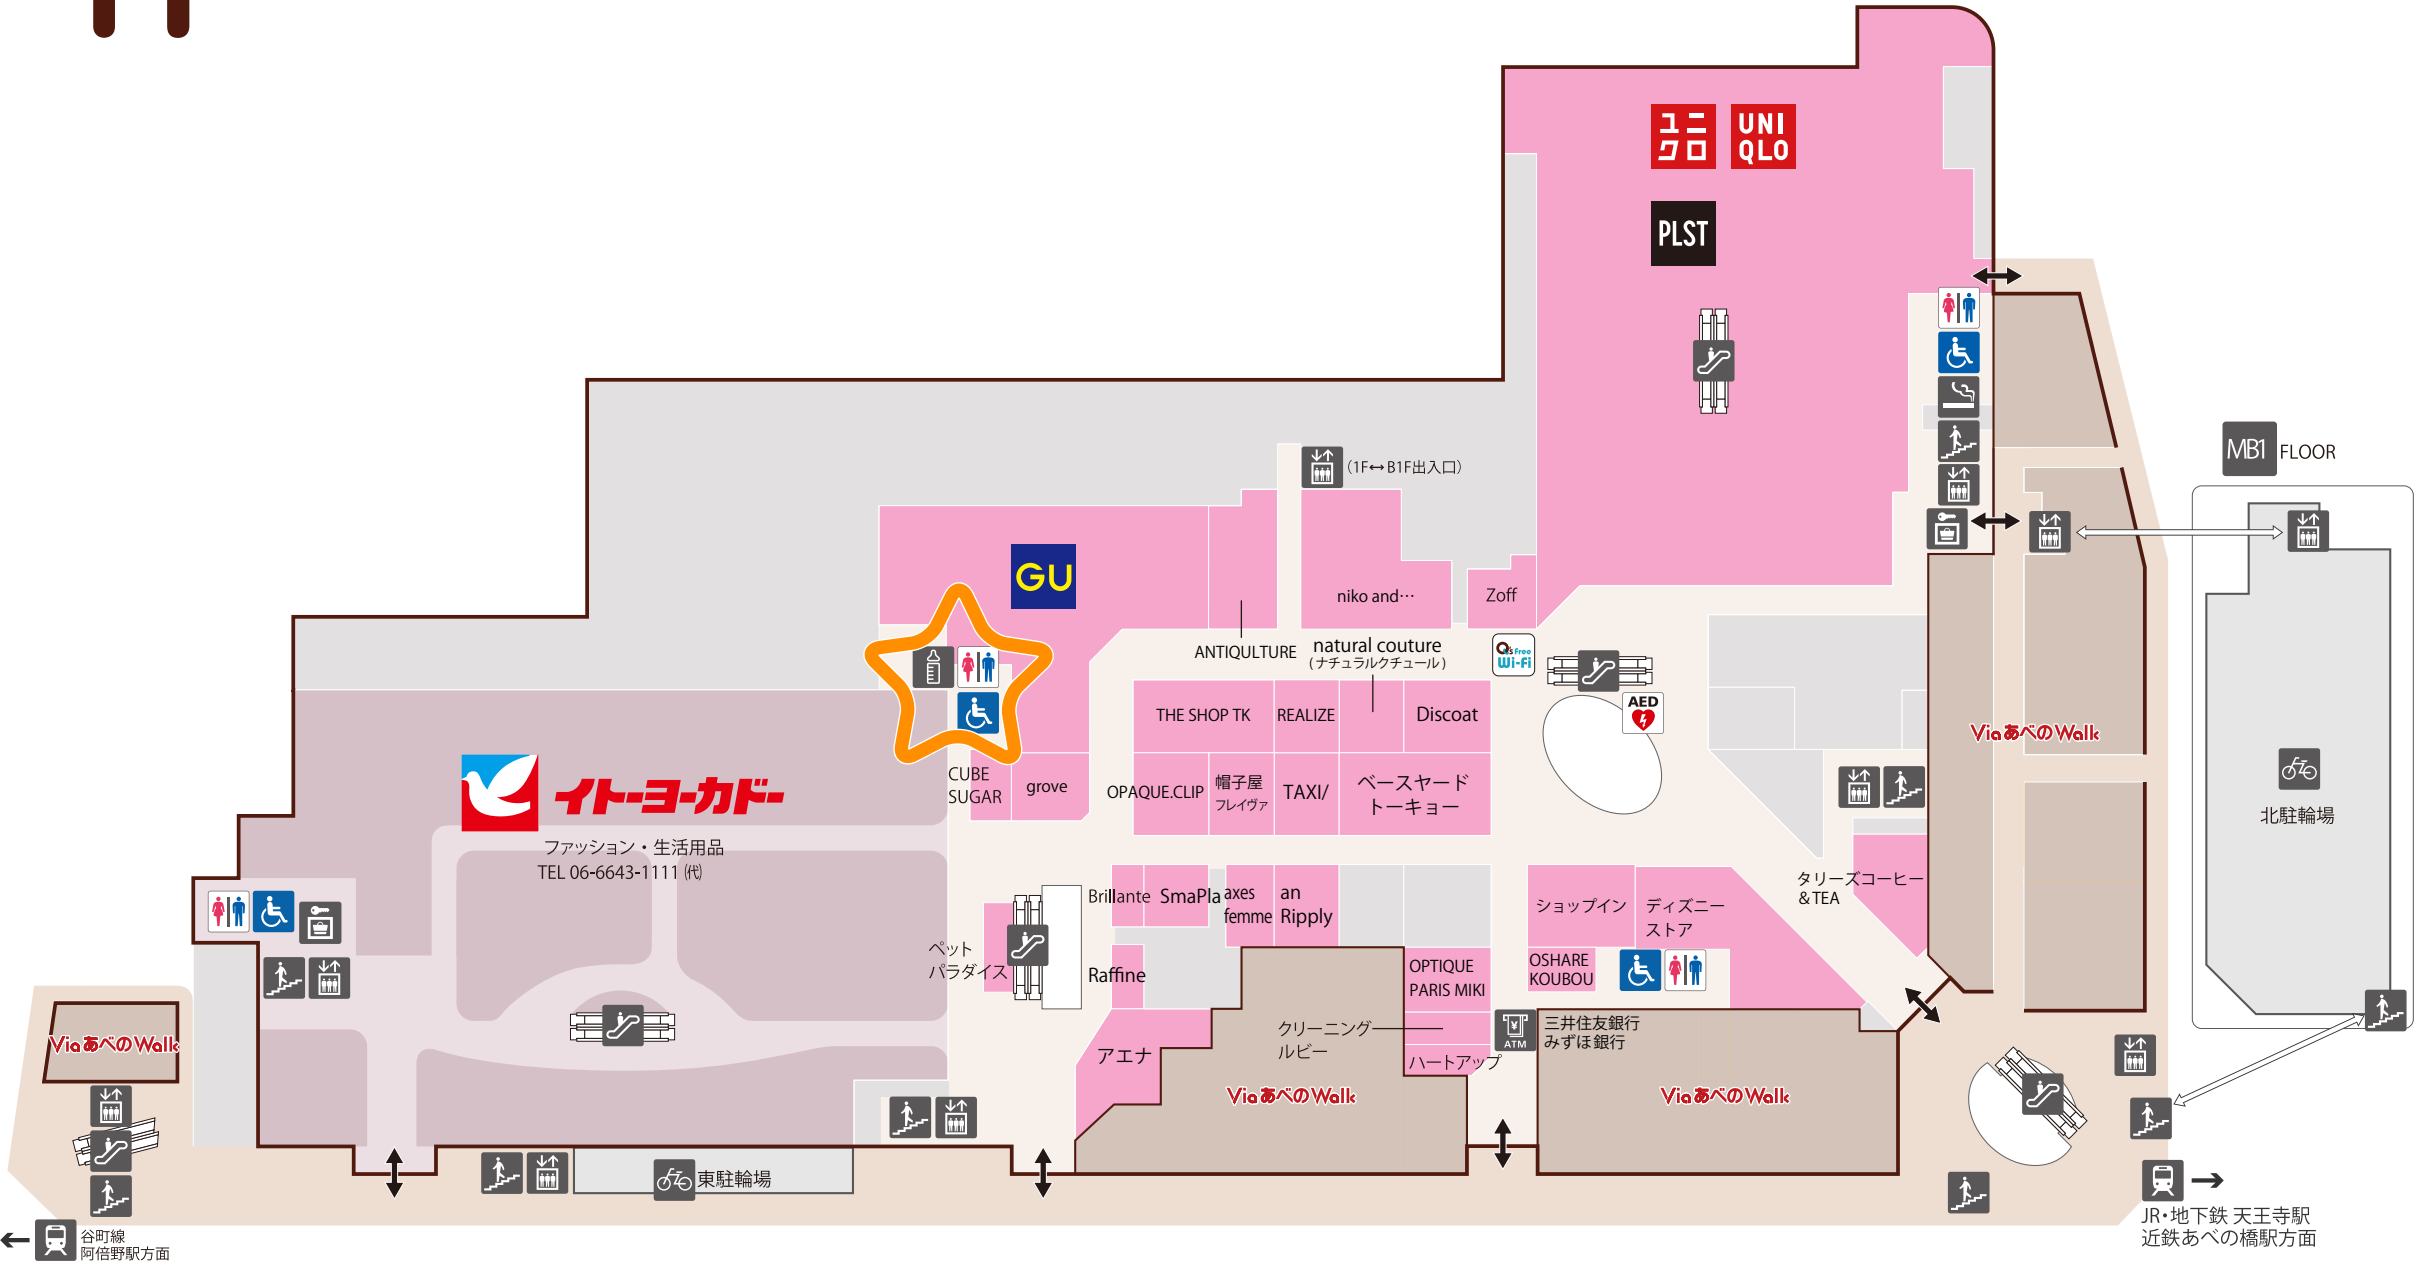 ユニ
クロ
UNI
QLO
PLST
MB1 FLOOR
(1F↔B1F出入口)
GU
niko and…
Zoff
ANTIQULTURE
natural couture
(ナチュラルクチュール)
Q's Free
Wi-Fi
AED
THE SHOP TK
REALIZE
Discoat
Viaあべの Walk
CUBE
SUGAR
grove
OPAQUE.CLIP
帽子屋
フレイヴァ
TAXI/
ベースヤード
トーキョー
イトーヨーカドー
ファッション・生活用品
TEL 06-6643-1111 ㈹
北駐輪場
タリーズコーヒー
&TEA
Brillante
SmaPla
axes
femme
an
Ripply
ショップイン
ディズニー
ストア
ペット
パラダイス
Raffine
OPTIQUE
PARIS MIKI
OSHARE
KOUBOU
クリーニング
ルビー
ハートアップ
アエナ
ATM
三井住友銀行
みずほ銀行
Viaあべの Walk
Viaあべの Walk
Viaあべの Walk
東駐輪場
谷町線
阿倍野駅方面
JR・地下鉄 天王寺駅
近鉄あべの橋駅方面